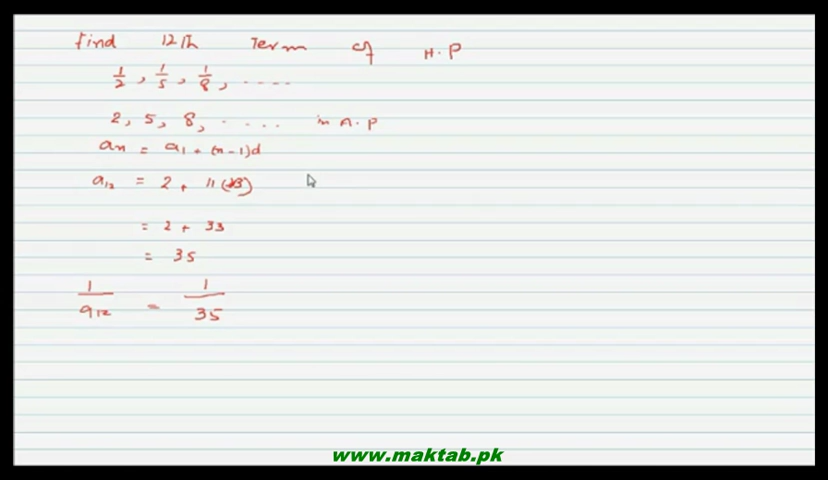 Find 12th Term of H.P
1/2, 1/5, 1/8, ......
2, 5, 8, ...... in A.P
an = a1 + (n-1)d
a12 = 2 + 11(3)
= 2 + 33
= 35
1/a12 = 1/35
www.maktab.pk